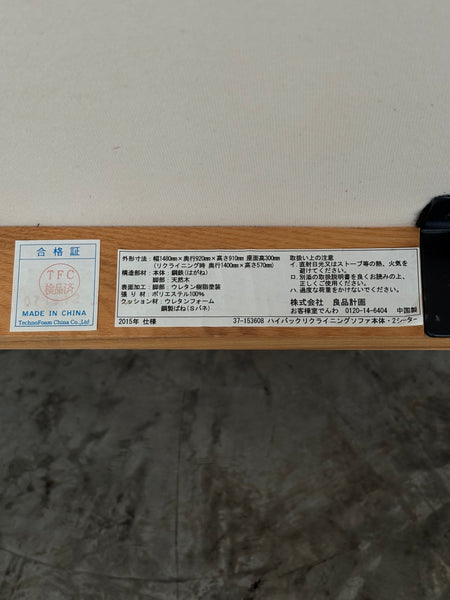 合格証
TFC
検品済
MADE IN CHINA
TechnoFoam China Co.,Ltd
外形寸法：幅1480mm×奥行920mm×高さ910mm 座面高300mm
(リクライニング時 奥行1400mm×高さ570mm)
構造部材：本体：鋼鉄(はがね)
脚部：天然木
表面加工：脚部：ウレタン樹脂塗装
張り材：ポリエステル100%
クッション材：ウレタンフォーム
鋼製ばね(Sバネ)
2015年 仕様
取扱い上の注意
イ．直射日光又はストーブ等の熱、火気を
避けてください。
ロ．別添の取扱説明書を良くお読みの上、
正しくご使用ください。
ハ．過度な荷重をかけないでください。
株式会社 良品計画
お客様室でんわ 0120-14-6404 中国製
37-153608 ハイバックリクライニングソファ本体・2シーター